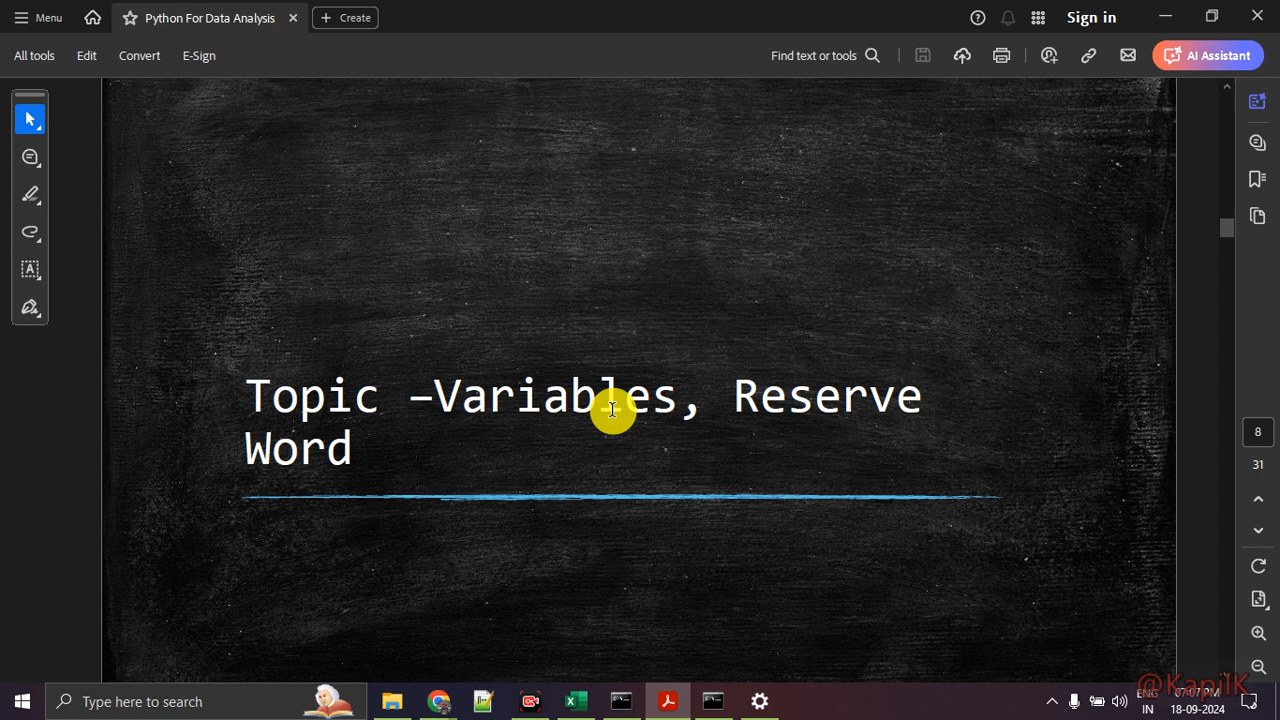 Menu
Python For Data Analysis
Create
Sign in
All tools
Edit
Convert
E-Sign
Find text or tools
AI Assistant
Topic –Variables, Reserve
Word
8
31
Type here to search
ENG
IN
07:07 PM
18-09-2024
@KapilK